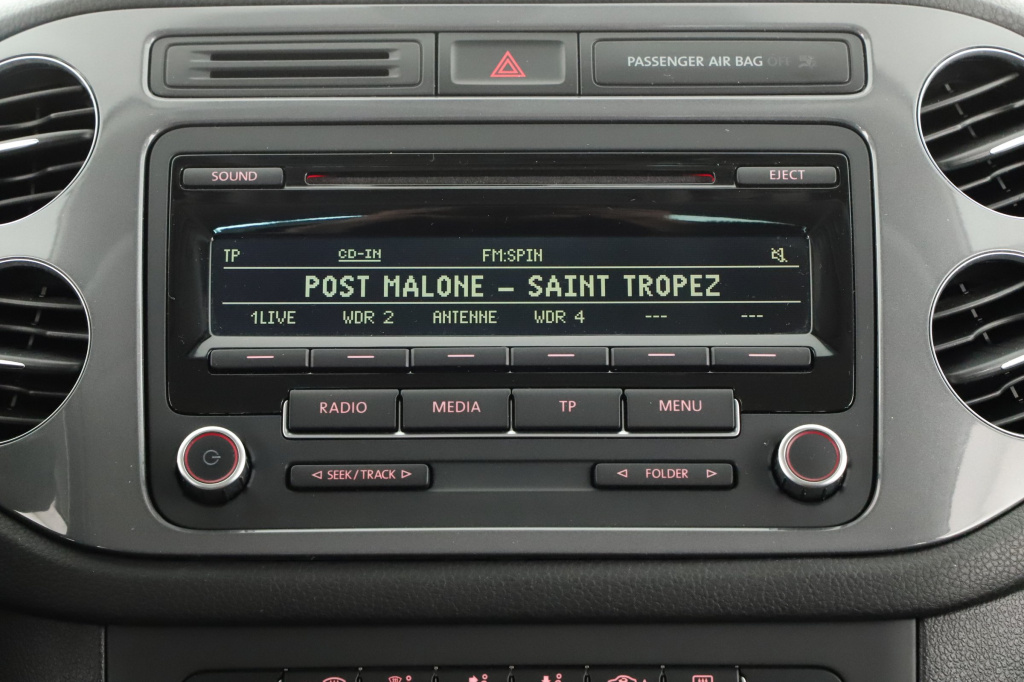 PASSENGER AIR BAG OFF
SOUND
EJECT
TP CD-IN FM:SPIN
POST MALONE – SAINT TROPEZ
1LIVE WDR 2 ANTENNE WDR 4 --- ---
RADIO MEDIA TP MENU
SEEK/TRACK
FOLDER